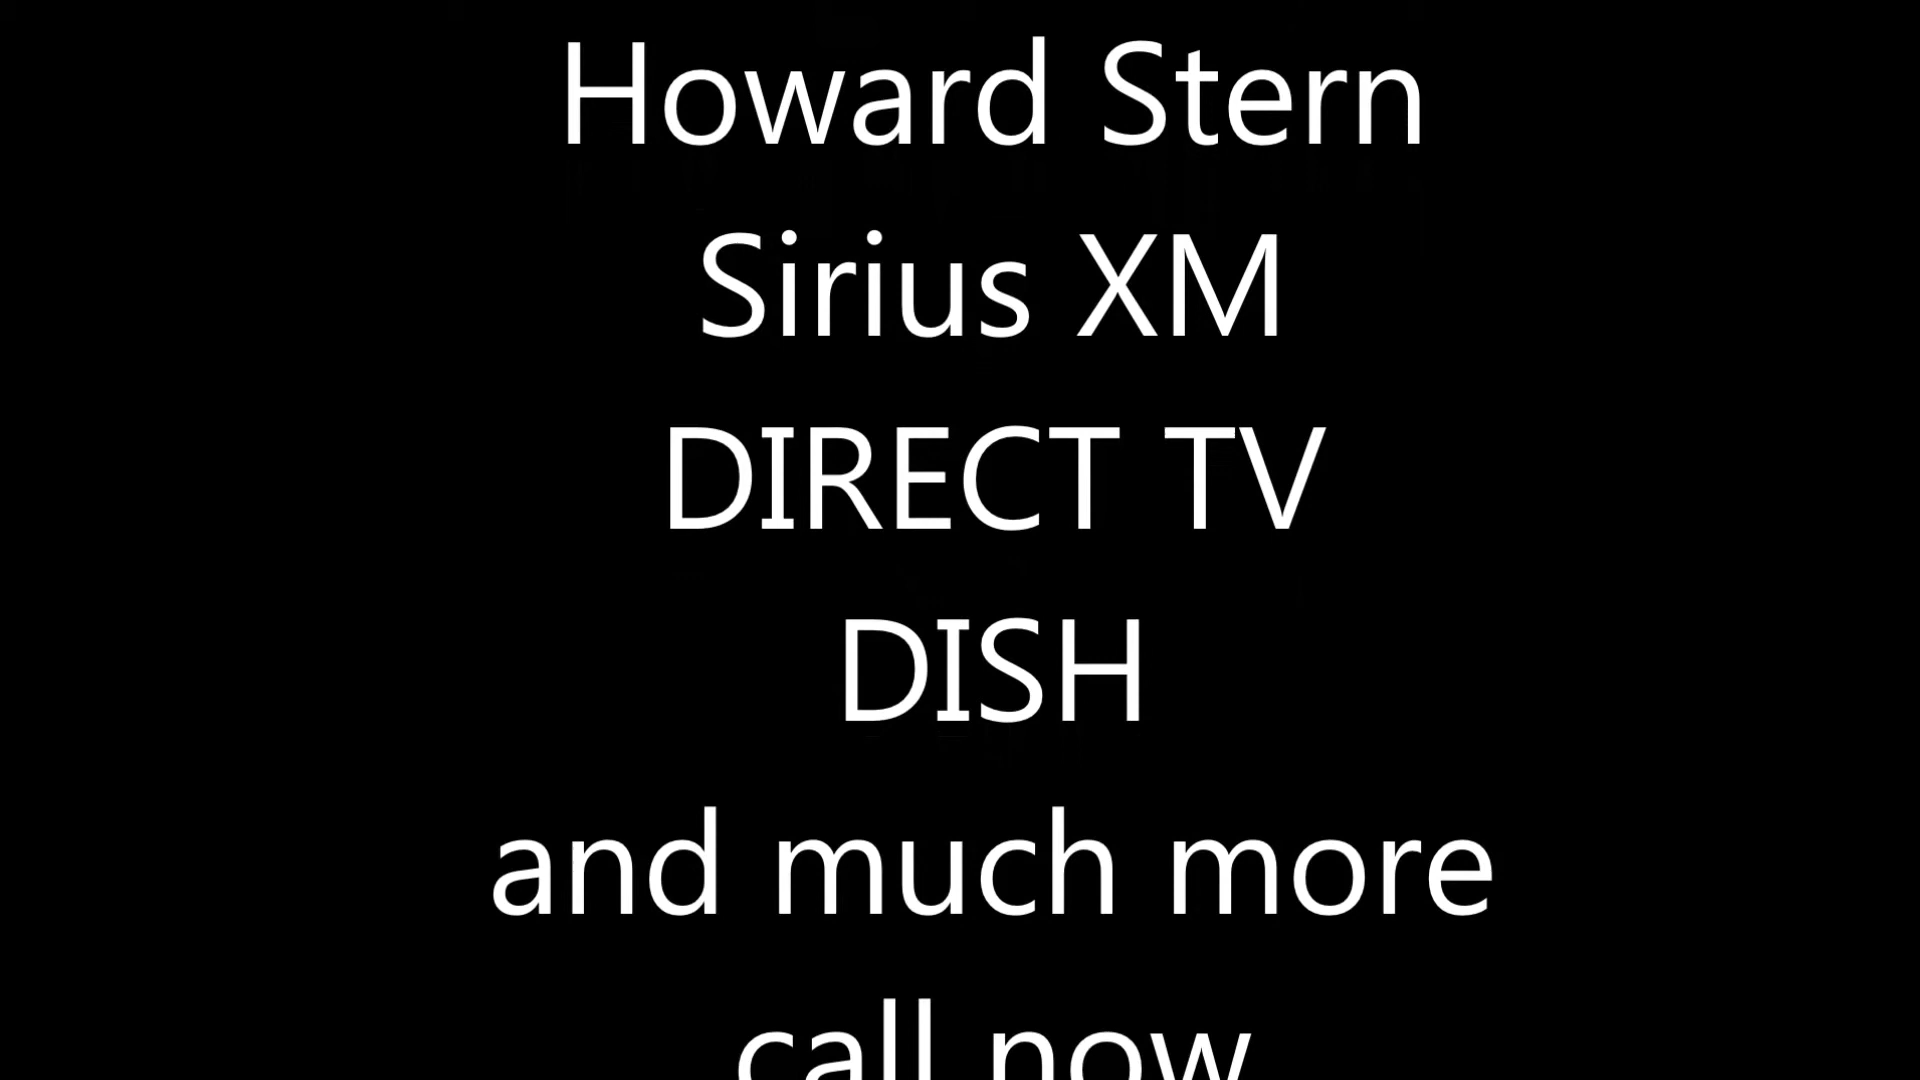 Howard Stern
Sirius XM
DIRECT TV
DISH
and much more
call now